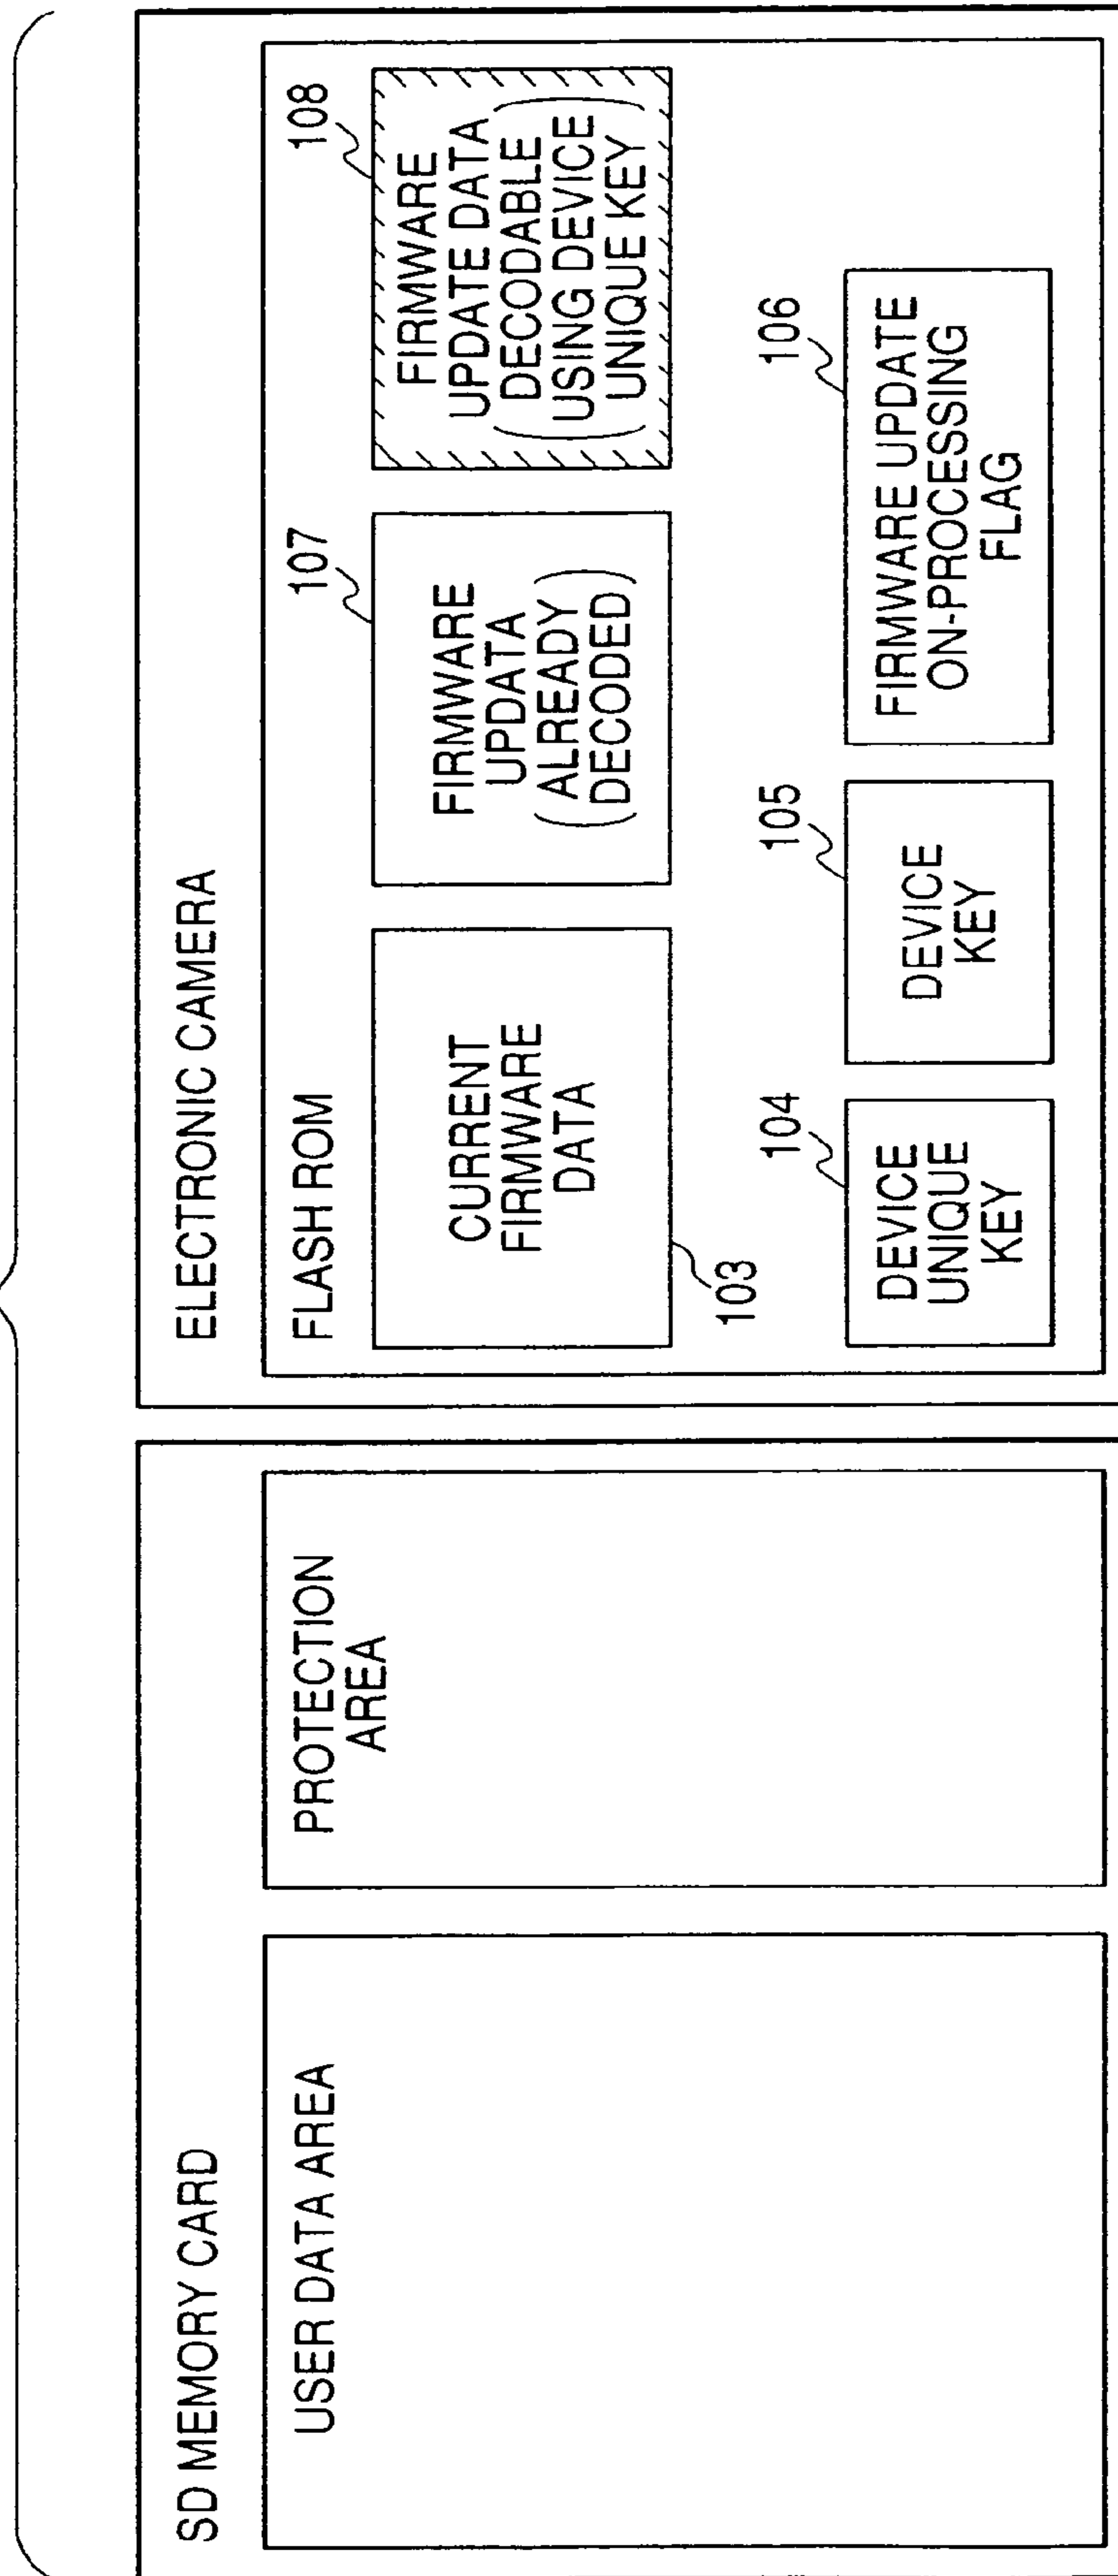 SD MEMORY CARD
USER DATA AREA
PROTECTION
AREA
ELECTRONIC CAMERA
FLASH ROM
CURRENT
FIRMWARE
DATA
103
107
FIRMWARE
UPDATA
(ALREADY
DECODED)
108
FIRMWARE
UPDATE DATA
(DECODABLE
USING DEVICE
UNIQUE KEY)
104
DEVICE
UNIQUE
KEY
105
DEVICE
KEY
106
FIRMWARE UPDATE
ON-PROCESSING
FLAG